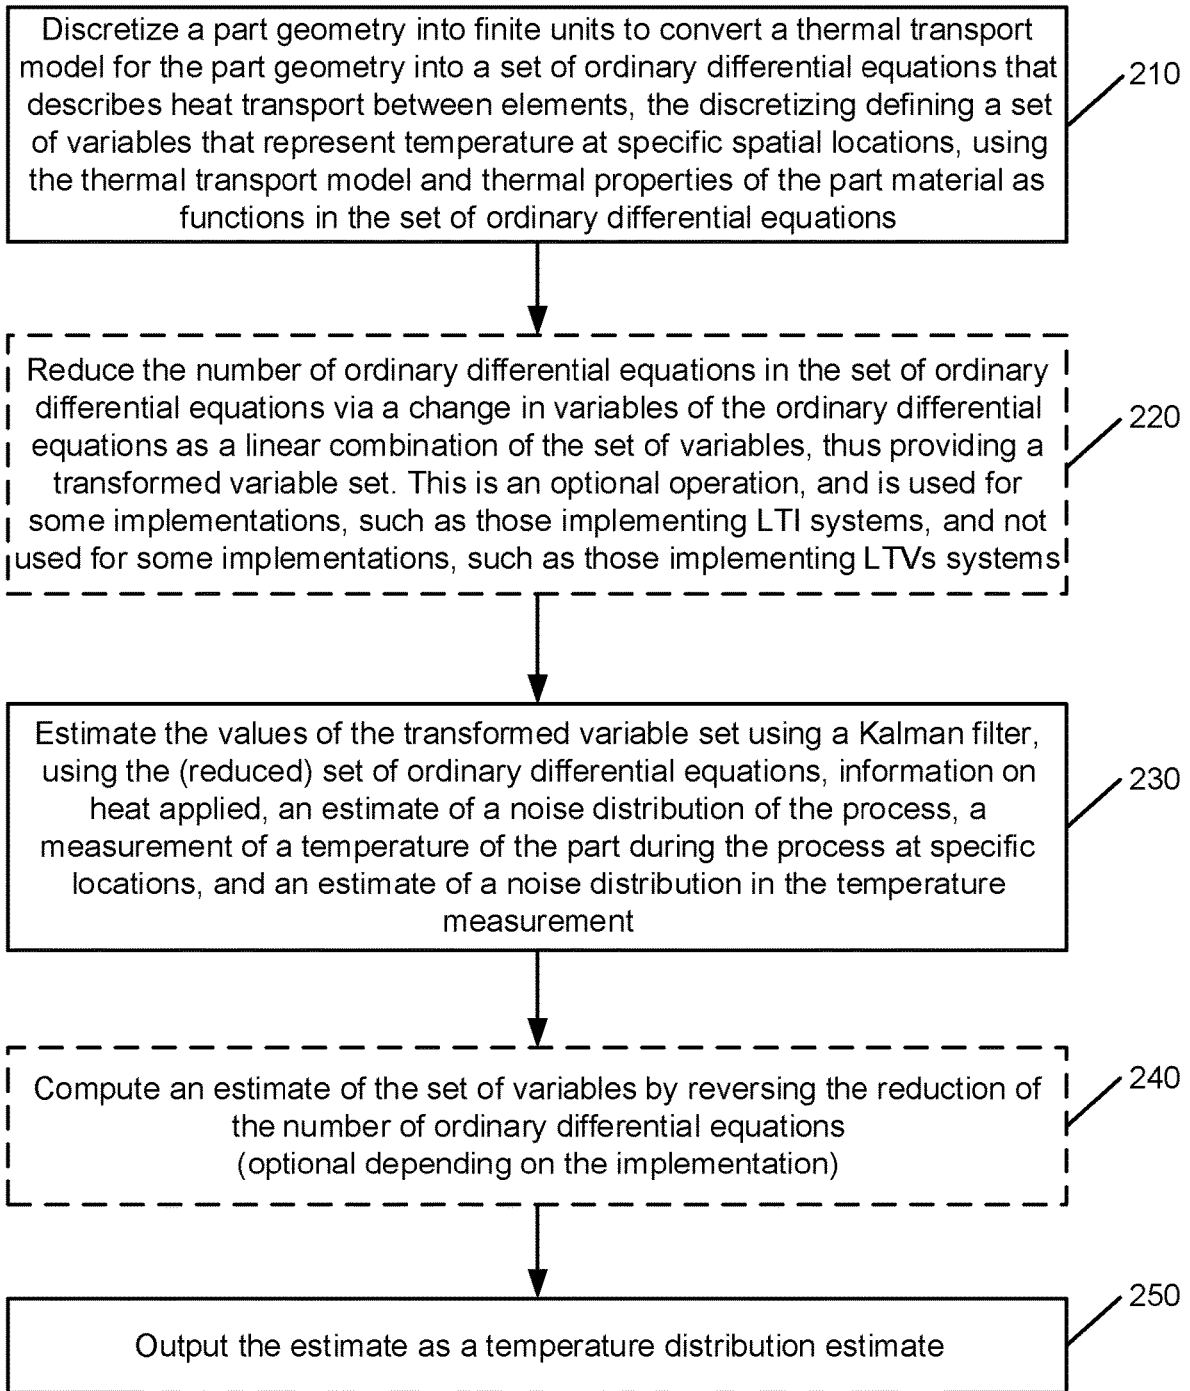 Discretize a part geometry into finite units to convert a thermal transport
model for the part geometry into a set of ordinary differential equations that
describes heat transport between elements, the discretizing defining a set
of variables that represent temperature at specific spatial locations, using
the thermal transport model and thermal properties of the part material as
functions in the set of ordinary differential equations
210
Reduce the number of ordinary differential equations in the set of ordinary
differential equations via a change in variables of the ordinary differential
equations as a linear combination of the set of variables, thus providing a
transformed variable set. This is an optional operation, and is used for
some implementations, such as those implementing LTI systems, and not
used for some implementations, such as those implementing LTVs systems
220
Estimate the values of the transformed variable set using a Kalman filter,
using the (reduced) set of ordinary differential equations, information on
heat applied, an estimate of a noise distribution of the process, a
measurement of a temperature of the part during the process at specific
locations, and an estimate of a noise distribution in the temperature
measurement
230
Compute an estimate of the set of variables by reversing the reduction of
the number of ordinary differential equations
(optional depending on the implementation)
240
Output the estimate as a temperature distribution estimate
250